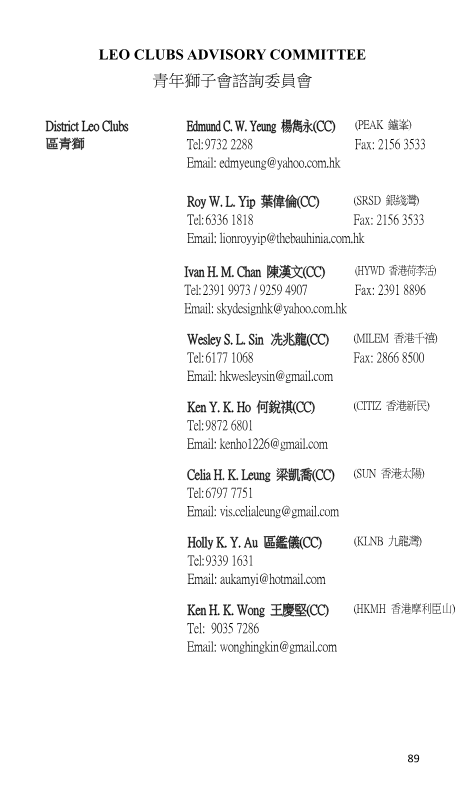 LEO CLUBS ADVISORY COMMITTEE
青年獅子會諮詢委員會
District Leo Clubs Edmund C. W. Yeung 楊雋永(CC) (PEAK 鑪峯)
區青獅 Tel:9732 2288 Fax: 2156 3533
Email: edmyeung@yahoo.com.hk
Roy W. L. Yip 葉偉倫(CC) (SRSD 銀綫灣)
Tel:6336 1818 Fax: 2156 3533
Email: lionroyyip@thebauhinia.com.hk
Ivan H. M. Chan 陳漢文(CC) (HYWD 香港荷李活)
Tel:2391 9973 / 9259 4907 Fax: 2391 8896
Email: skydesignhk@yahoo.com.hk
Wesley S. L. Sin 冼兆龍(CC) (MILEM 香港千禧)
Tel:6177 1068 Fax: 2866 8500
Email: hkwesleysin@gmail.com
Ken Y. K. Ho 何銳祺(CC) (CITIZ 香港新民)
Tel:9872 6801
Email: kenho1226@gmail.com
Celia H. K. Leung 梁凱喬(CC) (SUN 香港太陽)
Tel:6797 7751
Email: vis.celialeung@gmail.com
Holly K. Y. Au 區鑑儀(CC) (KLNB 九龍灣)
Tel:9339 1631
Email: aukamyi@hotmail.com
Ken H. K. Wong 王慶堅(CC) (HKMH 香港摩利臣山)
Tel: 9035 7286
Email: wonghingkin@gmail.com
89